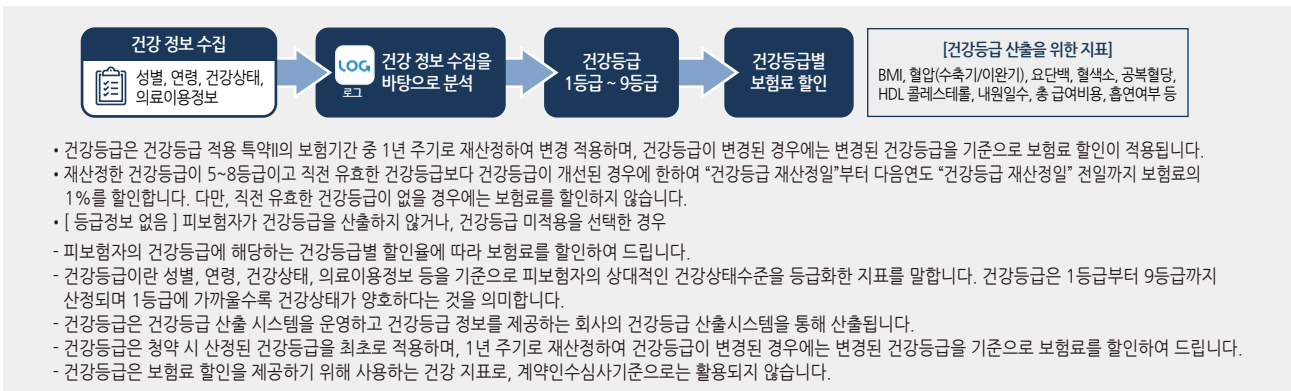 건강 정보 수집
성별, 연령, 건강상태,
의료이용정보
LOG
로그
건강 정보 수집을
바탕으로 분석
건강등급
1등급 ~ 9등급
건강등급별
보험료 할인
[건강등급 산출을 위한 지표]
BMI, 혈압(수축기/이완기), 요단백, 혈색소, 공복혈당,
HDL 콜레스테롤, 내원일수, 총 급여비용, 흡연여부 등
• 건강등급은 건강등급 적용 특약II의 보험기간 중 1년 주기로 재산정하여 변경 적용하며, 건강등급이 변경된 경우에는 변경된 건강등급을 기준으로 보험료 할인이 적용됩니다.
• 재산정한 건강등급이 5~8등급이고 직전 유효한 건강등급보다 건강등급이 개선된 경우에 한하여 “건강등급 재산정일”부터 다음연도 “건강등급 재산정일” 전일까지 보험료의
1%를 할인합니다. 다만, 직전 유효한 건강등급이 없을 경우에는 보험료를 할인하지 않습니다.
• [ 등급정보 없음 ] 피보험자가 건강등급을 산출하지 않거나, 건강등급 미적용을 선택한 경우
- 피보험자의 건강등급에 해당하는 건강등급별 할인율에 따라 보험료를 할인하여 드립니다.
- 건강등급이란 성별, 연령, 건강상태, 의료이용정보 등을 기준으로 피보험자의 상대적인 건강상태수준을 등급화한 지표를 말합니다. 건강등급은 1등급부터 9등급까지
산정되며 1등급에 가까울수록 건강상태가 양호하다는 것을 의미합니다.
- 건강등급은 건강등급 산출 시스템을 운영하고 건강등급 정보를 제공하는 회사의 건강등급 산출시스템을 통해 산출됩니다.
- 건강등급은 청약 시 산정된 건강등급을 최초로 적용하며, 1년 주기로 재산정하여 건강등급이 변경된 경우에는 변경된 건강등급을 기준으로 보험료를 할인하여 드립니다.
- 건강등급은 보험료 할인을 제공하기 위해 사용하는 건강 지표로, 계약인수심사기준으로는 활용되지 않습니다.